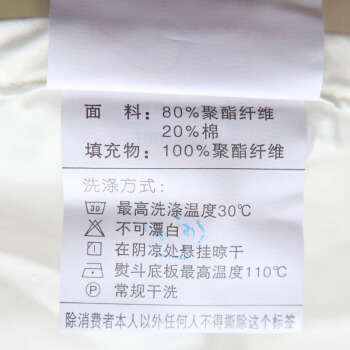 面 料：80%聚酯纤维
20%棉
填充物：100%聚酯纤维
洗涤方式：
30 最高洗涤温度30℃
不可漂白
在阴凉处悬挂晾干
熨斗底板最高温度110℃
P 常规干洗
除消费者本人以外任何人不得撕除这个标签